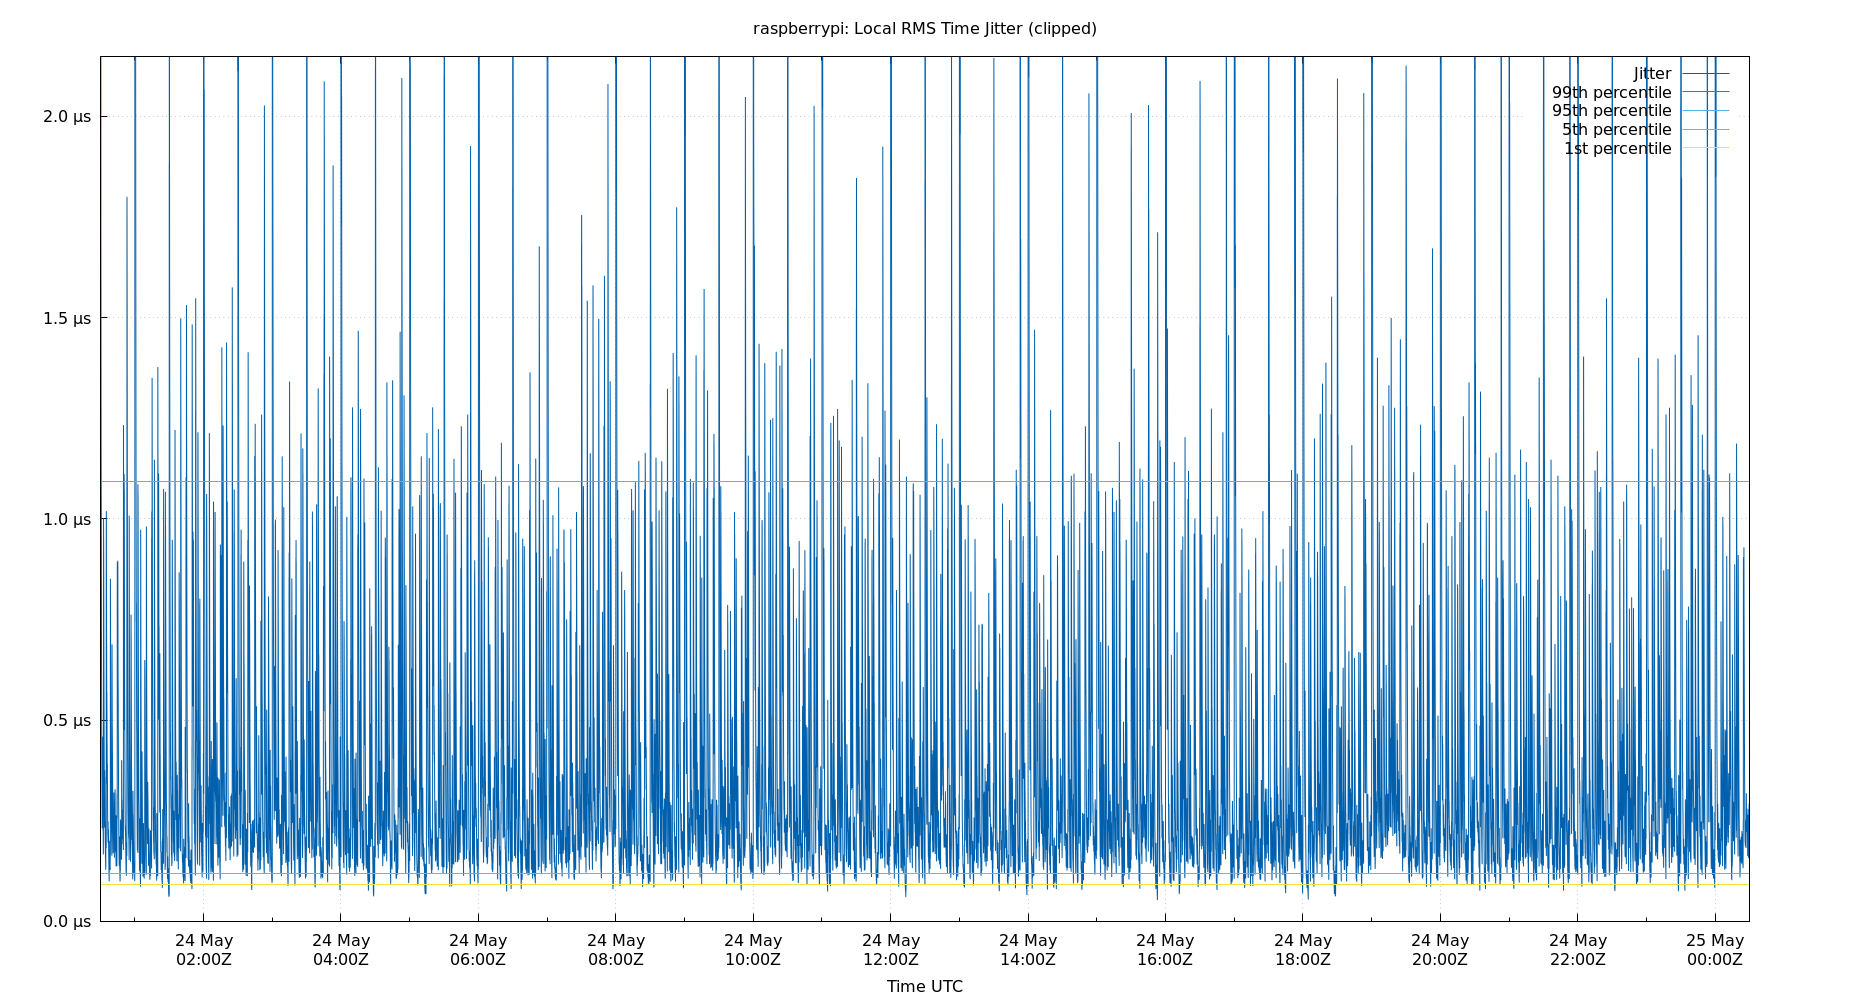 raspberrypi: Local RMS Time Jitter (clipped)
Jitter
99th percentile
95th percentile
5th percentile
1st percentile
2.0 µs
1.5 µs
1.0 µs
0.5 µs
0.0 µs
24 May 24 May 24 May 24 May 24 May 24 May 24 May 24 May 24 May 24 May 24 May 25 May
02:00Z 04:00Z 06:00Z 08:00Z 10:00Z 12:00Z 14:00Z 16:00Z 18:00Z 20:00Z 22:00Z 00:00Z
Time UTC